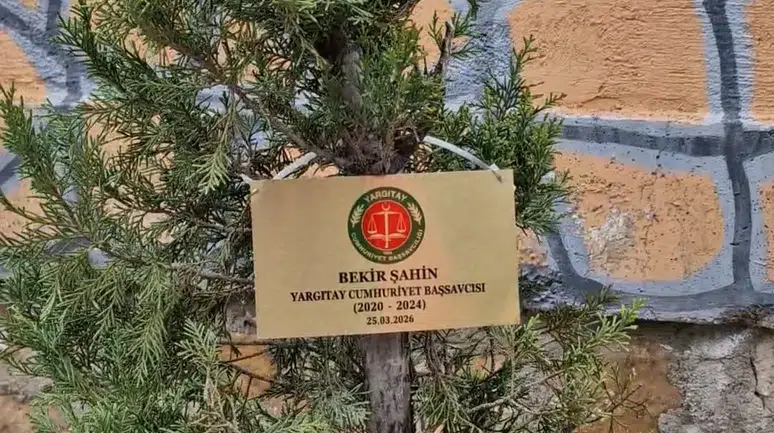 YARGITAY
CUMHURİYET BAŞSAVCILIĞI
BEKİR ŞAHİN
YARGITAY CUMHURİYET BAŞSAVCISI
(2020 - 2024)
25.03.2026